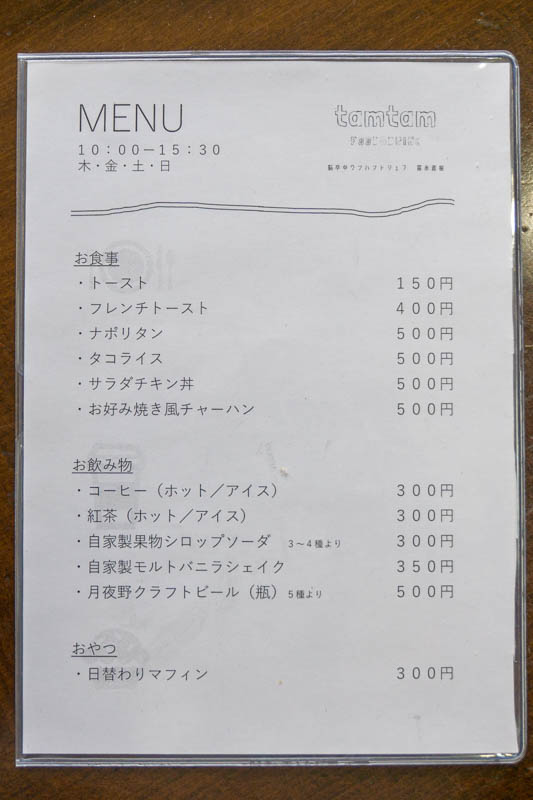 MENU
tamtam
10:00ー15:30
木・金・土・日
お食事
・トースト 150円
・フレンチトースト 400円
・ナポリタン 500円
・タコライス 500円
・サラダチキン丼 500円
・お好み焼き風チャーハン 500円
お飲み物
・コーヒー（ホット／アイス） 300円
・紅茶（ホット／アイス） 300円
・自家製果物シロップソーダ 3～4種より 300円
・自家製モルトバニラシェイク 350円
・月夜野クラフトビール（瓶） 5種より 500円
おやつ
・日替わりマフィン 300円